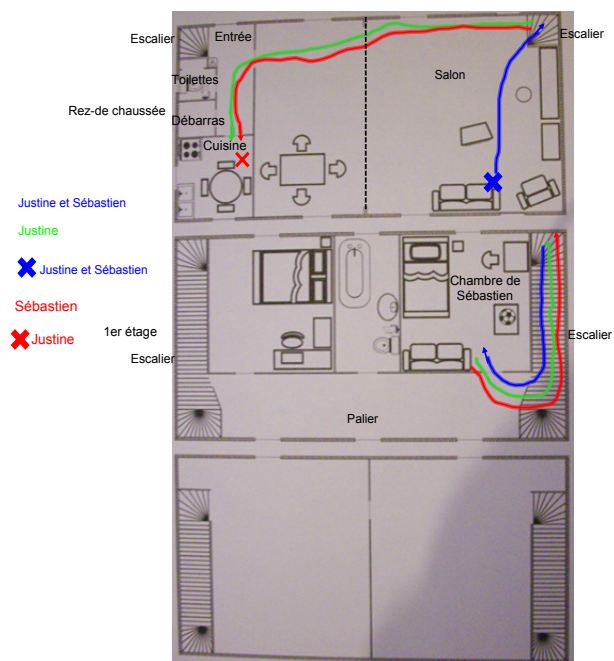 Escalier
Entrée
Escalier
Toilettes
Salon
Rez-de chaussée
Débarras
Cuisine
Justine et Sébastien
Justine
Justine et Sébastien
Sébastien
Justine
1er étage
Chambre de
Sébastien
Escalier
Escalier
Palier